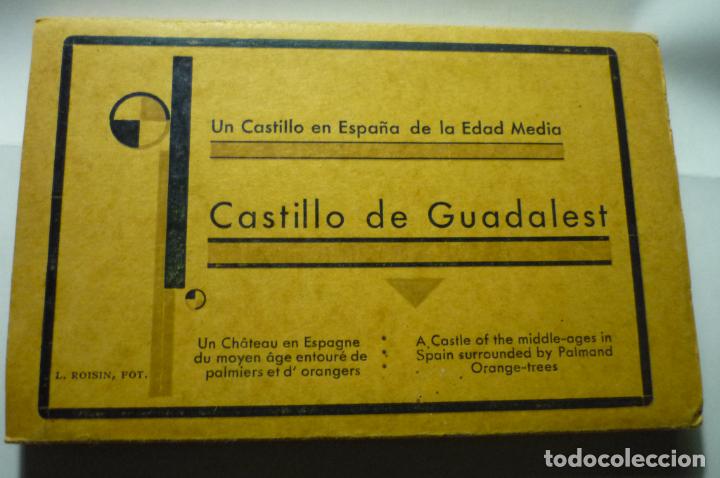 Un Castillo en España de la Edad Media
Castillo de Guadalest
Un Château en Espagne
du moyen âge entouré de
palmiers et d' orangers
A Castle of the middle-ages in
Spain surrounded by Palmand
Orange-trees
L. ROISIN, FOT.
todocoleccion